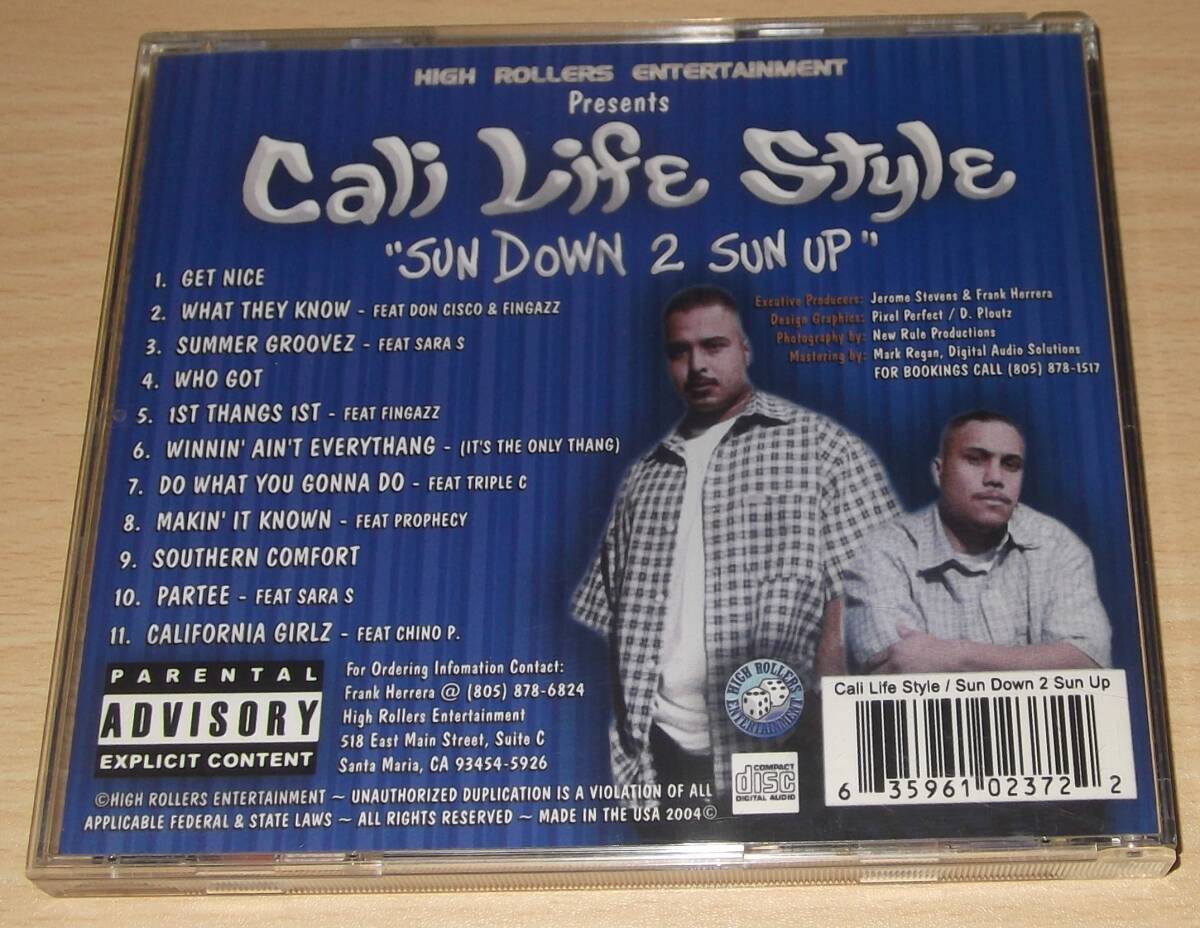 HIGH ROLLERS ENTERTAINMENT
Presents
Cali Life Style
"SUN DOWN 2 SUN UP"
1. GET NICE
2. WHAT THEY KNOW - FEAT DON CISCO & FINGAZZ
3. SUMMER GROOVEZ - FEAT SARA S
4. WHO GOT
5. 1ST THANGS 1ST - FEAT FINGAZZ
6. WINNIN' AIN'T EVERYTHANG - (IT'S THE ONLY THANG)
7. DO WHAT YOU GONNA DO - FEAT TRIPLE C
8. MAKIN' IT KNOWN - FEAT PROPHECY
9. SOUTHERN COMFORT
10. PARTEE - FEAT SARA S
11. CALIFORNIA GIRLZ - FEAT CHINO P.
Excutive Producers: Jerome Stevens & Frank Herrera
Design Graphics: Pixel Perfect / D. Ploutz
Photography by: New Rule Productions
Mastering by: Mark Regan, Digital Audio Solutions
FOR BOOKINGS CALL (805) 878-1517
PARENTAL
ADVISORY
EXPLICIT CONTENT
For Ordering Infomation Contact:
Frank Herrera @ (805) 878-6824
High Rollers Entertainment
518 East Main Street, Suite C
Santa Maria, CA 93454-5926
HIGH ROLLERS
ENTERTAINMENT
COMPACT
disc
DIGITAL AUDIO
Cali Life Style / Sun Down 2 Sun Up
6 35961 02372 2
©HIGH ROLLERS ENTERTAINMENT ~ UNAUTHORIZED DUPLICATION IS A VIOLATION OF ALL
APPLICABLE FEDERAL & STATE LAWS ~ ALL RIGHTS RESERVED ~ MADE IN THE USA 2004©